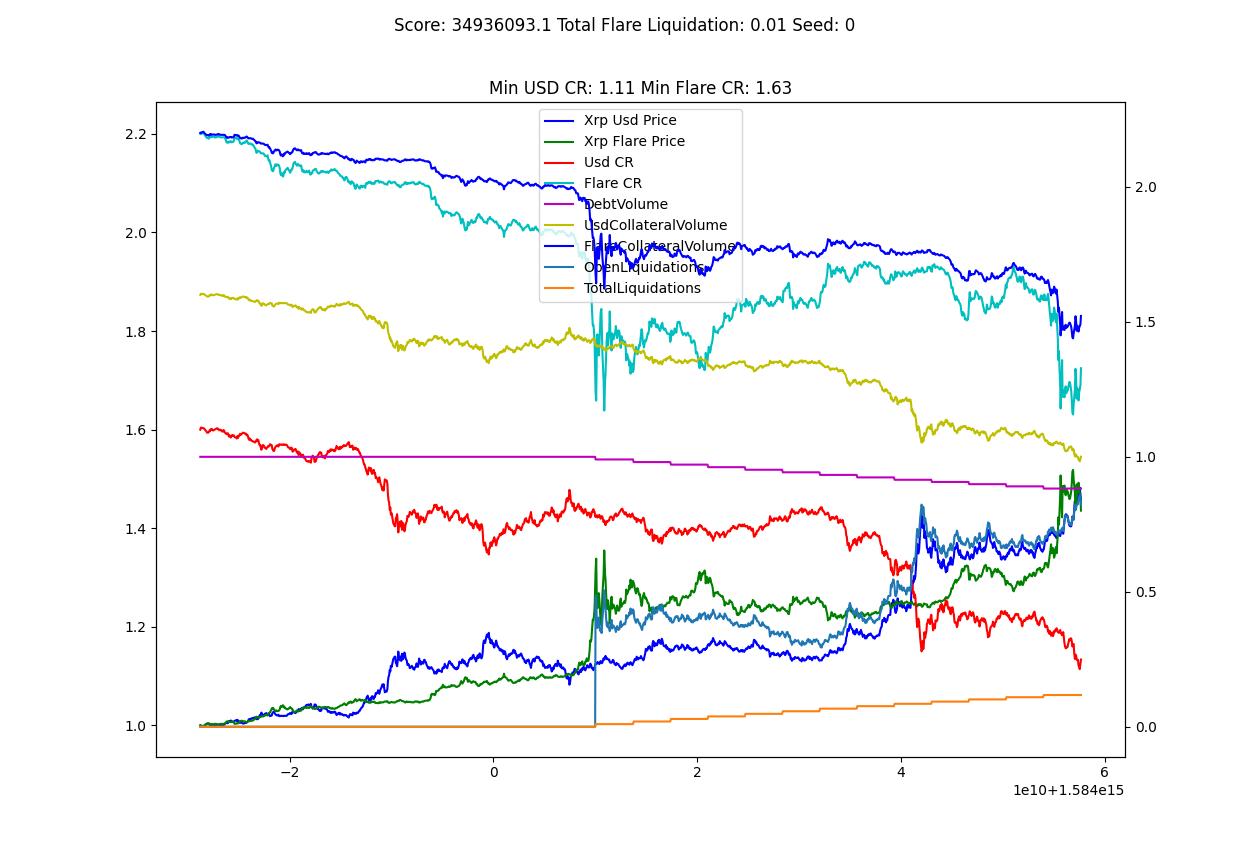 Score: 34936093.1 Total Flare Liquidation: 0.01 Seed: 0
Min USD CR: 1.11 Min Flare CR: 1.63
Xrp Usd Price
Xrp Flare Price
Usd CR
Flare CR
DebtVolume
UsdCollateralVolume
FlareCollateralVolume
OpenLiquidations
TotalLiquidations
2.2
2.0
1.8
1.6
1.4
1.2
1.0
2.0
1.5
1.0
0.5
0.0
−2
0
2
4
6
1e10+1.584e15